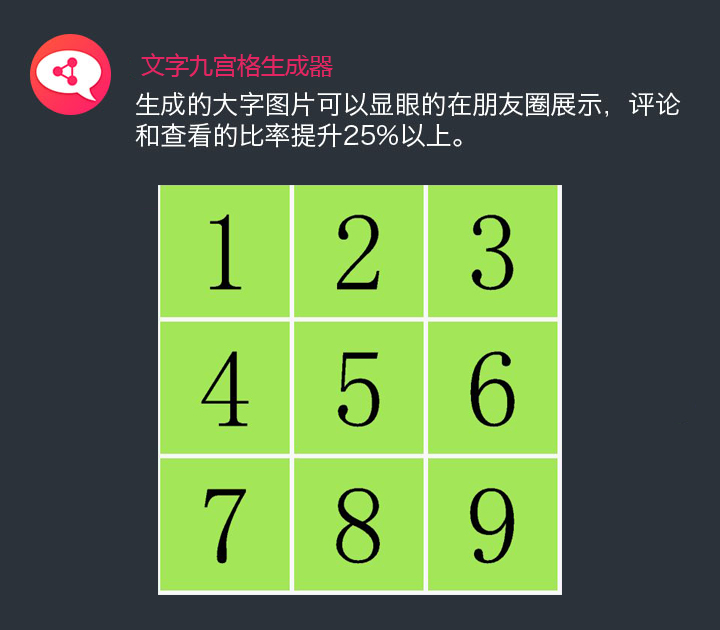 文字九宫格生成器
生成的大字图片可以显眼的在朋友圈展示，评论
和查看的比率提升25%以上。
1 2 3
4 5 6
7 8 9